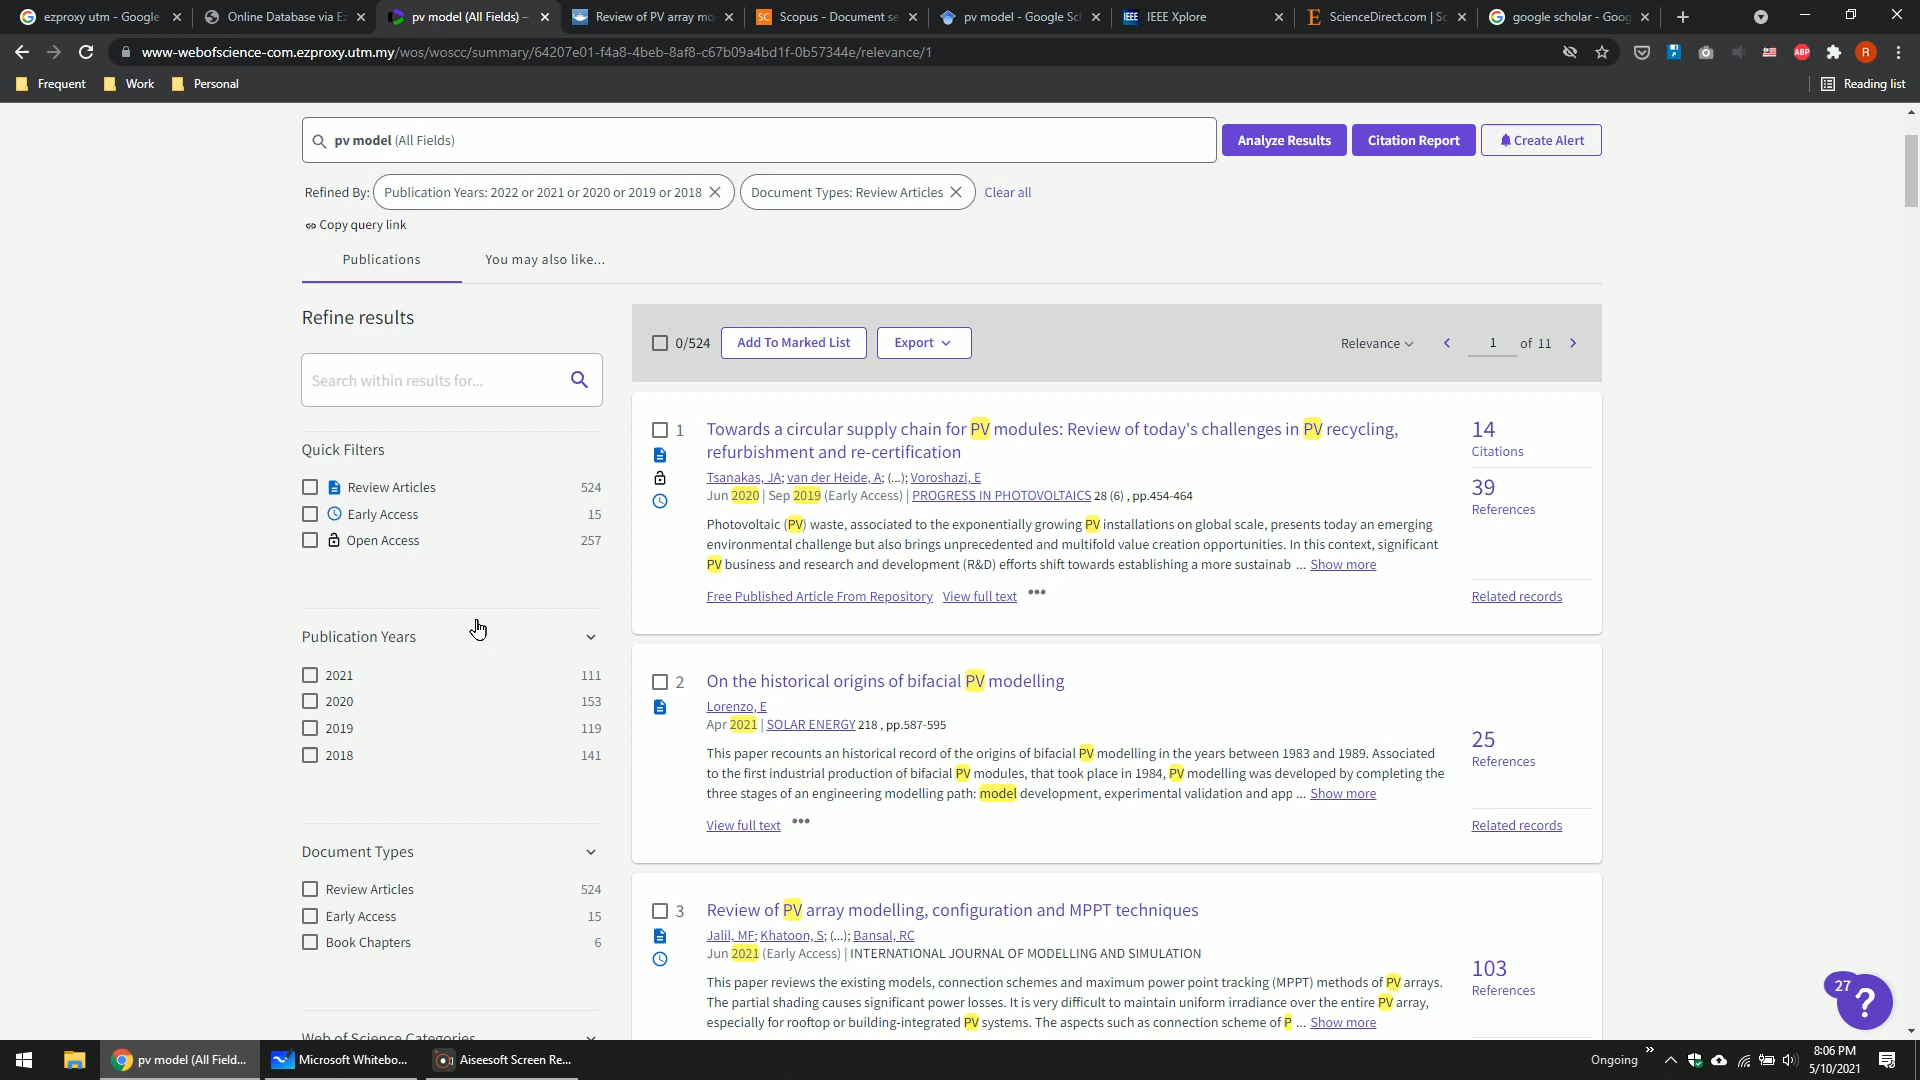 ezproxy utm - Google
Online Database via Ez
pv model (All Fields) –
Review of PV array mo
SC Scopus - Document se
pv model - Google Sc
IEEE IEEE Xplore
ScienceDirect.com | Sc
google scholar - Goog
www-webofscience-com.ezproxy.utm.my/wos/woscc/summary/64207e01-f4a8-4beb-8af8-c67b09a4bd1f-0b57344e/relevance/1
ABP
R
Frequent
Work
Personal
Reading list
pv model (All Fields)
Analyze Results
Citation Report
Create Alert
Refined By:
Publication Years: 2022 or 2021 or 2020 or 2019 or 2018
Document Types: Review Articles
Clear all
Copy query link
Publications
You may also like...
Refine results
Search within results for...
Quick Filters
Review Articles 524
Early Access 15
Open Access 257
Publication Years
2021 111
2020 153
2019 119
2018 141
Document Types
Review Articles 524
Early Access 15
Book Chapters 6
Web of Science Categories
0/524
Add To Marked List
Export
Relevance
1 of 11
1
Towards a circular supply chain for PV modules: Review of today's challenges in PV recycling,
refurbishment and re-certification
Tsanakas, JA; van der Heide, A; (...); Voroshazi, E
Jun 2020 | Sep 2019 (Early Access) | PROGRESS IN PHOTOVOLTAICS 28 (6) , pp.454-464
Photovoltaic (PV) waste, associated to the exponentially growing PV installations on global scale, presents today an emerging
environmental challenge but also brings unprecedented and multifold value creation opportunities. In this context, significant
PV business and research and development (R&D) efforts shift towards establishing a more sustainab ... Show more
Free Published Article From Repository View full text •••
14
Citations
39
References
Related records
2
On the historical origins of bifacial PV modelling
Lorenzo, E
Apr 2021 | SOLAR ENERGY 218 , pp.587-595
This paper recounts an historical record of the origins of bifacial PV modelling in the years between 1983 and 1989. Associated
to the first industrial production of bifacial PV modules, that took place in 1984, PV modelling was developed by completing the
three stages of an engineering modelling path: model development, experimental validation and app ... Show more
View full text •••
25
References
Related records
3
Review of PV array modelling, configuration and MPPT techniques
Jalil, MF; Khatoon, S; (...); Bansal, RC
Jun 2021 (Early Access) | INTERNATIONAL JOURNAL OF MODELLING AND SIMULATION
This paper reviews the existing models, connection schemes and maximum power point tracking (MPPT) methods of PV arrays.
The partial shading causes significant power losses. It is very difficult to maintain uniform irradiance over the entire PV array,
especially for rooftop or building-integrated PV systems. The aspects such as connection scheme of P ... Show more
103
References
27
?
pv model (All Field...
Microsoft Whitebo...
Aiseesoft Screen Re...
Ongoing
8:06 PM
5/10/2021